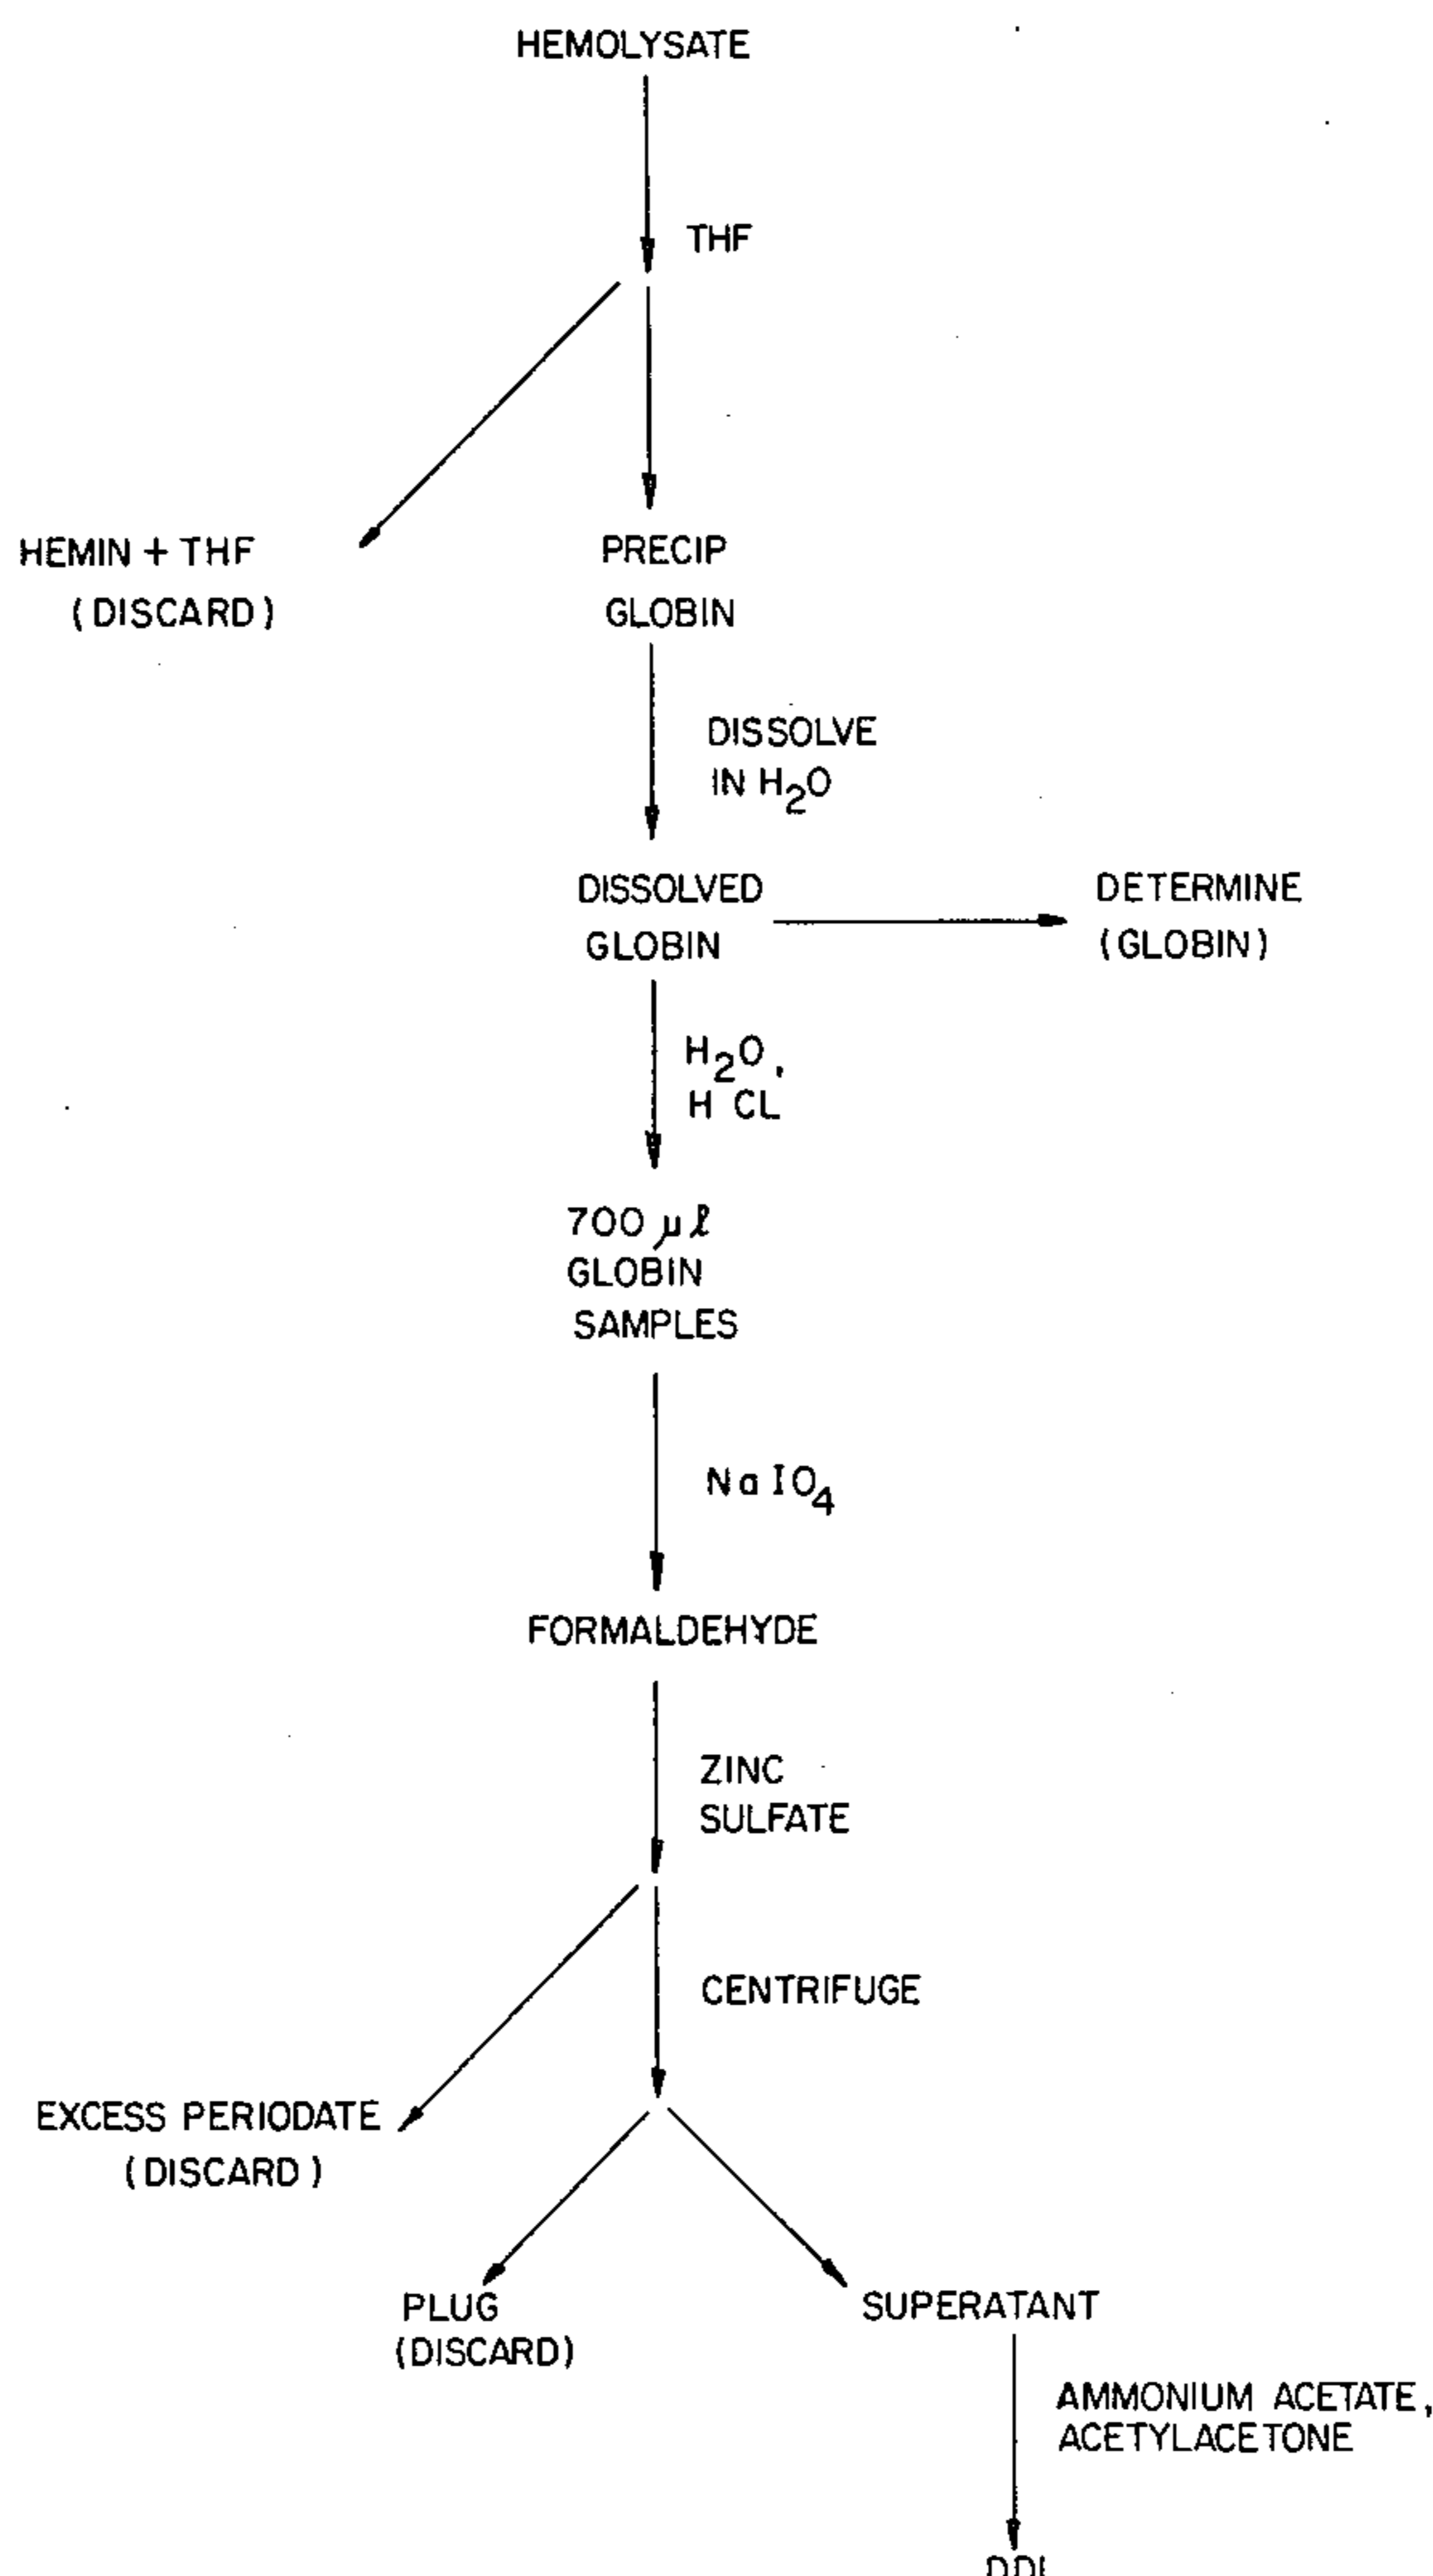 HEMOLYSATE
THF
HEMIN + THF
(DISCARD)
PRECIP
GLOBIN
DISSOLVE
IN H₂O
DISSOLVED
GLOBIN
DETERMINE
(GLOBIN)
H₂O,
H CL
700 µℓ
GLOBIN
SAMPLES
Na IO₄
FORMALDEHYDE
ZINC
SULFATE
CENTRIFUGE
EXCESS PERIODATE
(DISCARD)
PLUG
(DISCARD)
SUPERATANT
AMMONIUM ACETATE,
ACETYLACETONE